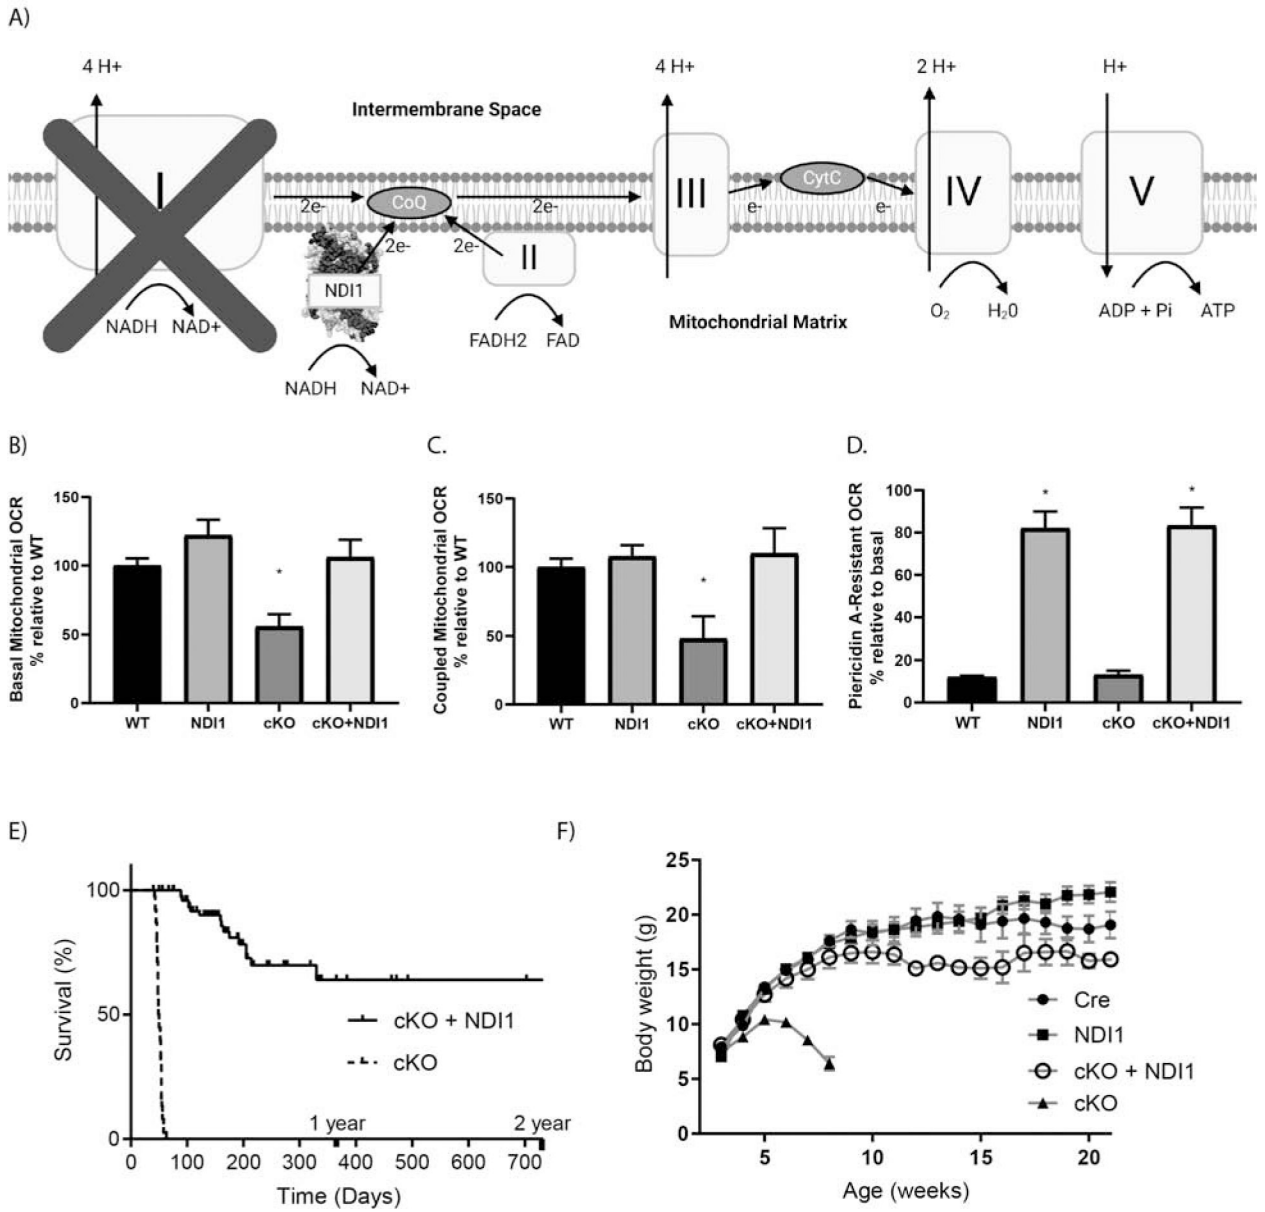 A)
4 H+
4 H+
2 H+
H+
Intermembrane Space
I
2e-
CoQ
2e-
III
CytC
e-
e-
IV
V
NDI1
2e-
2e-
II
NADH NAD+
FADH2 FAD
NADH NAD+
Mitochondrial Matrix
O₂ H₂0
ADP + Pi ATP
B)
Basal Mitochondrial OCR
% relative to WT
150
100
50
0
*
WT NDI1 cKO cKO+NDI1
C.
Coupled Mitochondrial OCR
% relative to WT
150
100
50
0
*
WT NDI1 cKO cKO+NDI1
D.
Piericidin A-Resistant OCR
% relative to basal
100
80
60
40
20
0
*
*
WT NDI1 cKO cKO+NDI1
E)
Survival (%)
100
50
0
cKO + NDI1
cKO
1 year 2 year
0 100 200 300 400 500 600 700
Time (Days)
F)
Body weight (g)
25
20
15
10
5
0
Cre
NDI1
cKO + NDI1
cKO
5 10 15 20
Age (weeks)